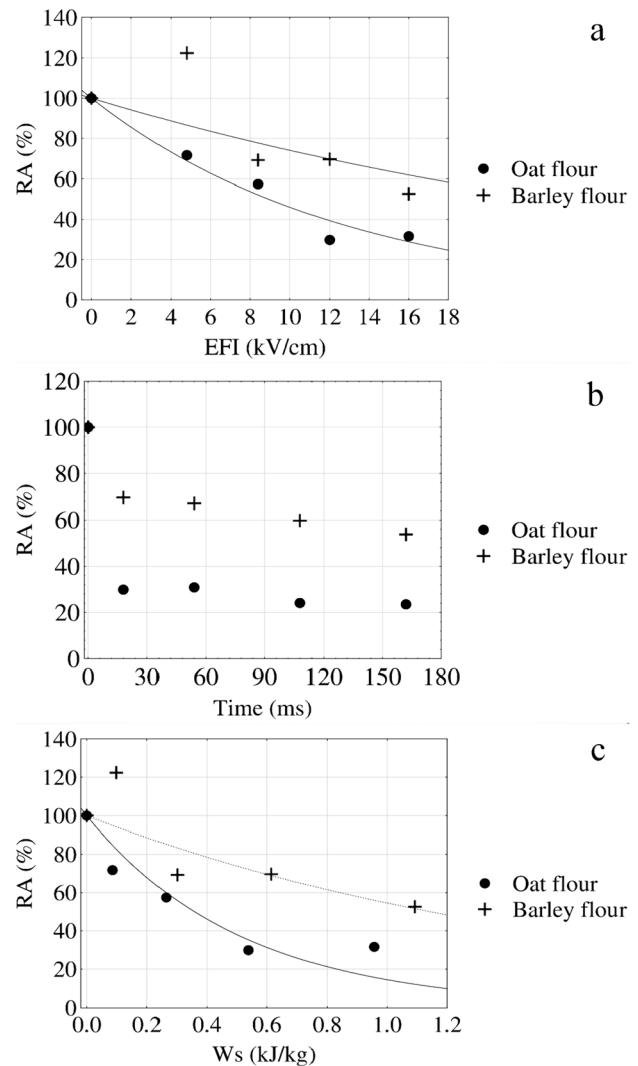 a
140
120
100
80
60
40
20
0
RA (%)
0 2 4 6 8 10 12 14 16 18
EFI (kV/cm)
Oat flour
Barley flour
b
120
100
80
60
40
20
0
RA (%)
0 30 60 90 120 150 180
Time (ms)
Oat flour
Barley flour
c
140
120
100
80
60
40
20
0
RA (%)
0.0 0.2 0.4 0.6 0.8 1.0 1.2
Ws (kJ/kg)
Oat flour
Barley flour